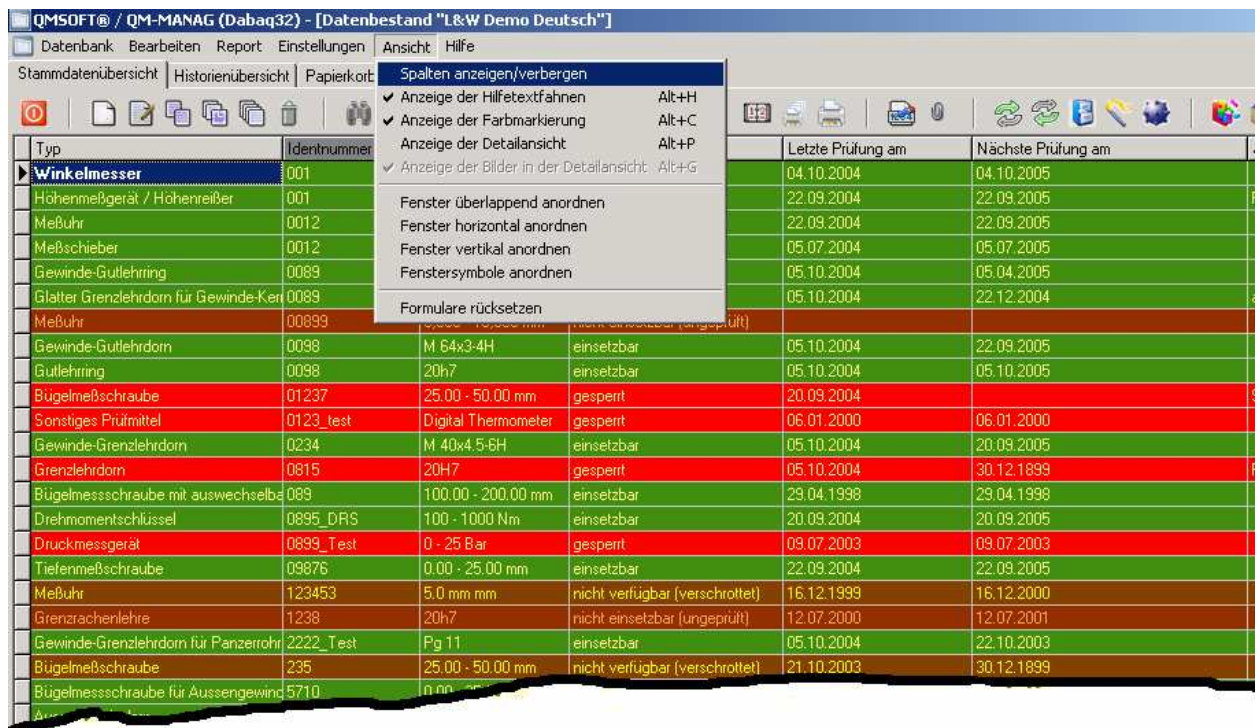 QMSOFT® / QM-MANAG (Dabaq32) - [Datenbestand "L&W Demo Deutsch"]
Datenbank Bearbeiten Report Einstellungen Ansicht Hilfe
Stammdatenübersicht Historienübersicht Papierkorb
Spalten anzeigen/verbergen
Anzeige der Hilfetextfahnen Alt+H
Anzeige der Farbmarkierung Alt+C
Anzeige der Detailansicht Alt+P
Anzeige der Bilder in der Detailansicht Alt+G
Fenster überlappend anordnen
Fenster horizontal anordnen
Fenster vertikal anordnen
Fenstersymbole anordnen
Formulare rücksetzen
Typ Identnummer Letzte Prüfung am Nächste Prüfung am
Winkelmesser 001 04.10.2004 04.10.2005
Höhenmeßgerät / Höhenreißer 001 22.09.2004 22.09.2005
Meßuhr 0012 22.09.2004 22.09.2005
Meßschieber 0012 05.07.2004 05.07.2005
Gewinde-Gutlehrring 0089 05.10.2004 05.04.2005
Glatter Grenzlehrdorn für Gewinde-Kern 0089 05.10.2004 22.12.2004
Meßuhr 00899 nicht einsetzbar (ungeprüft)
Gewinde-Gutlehrdorn 0098 M 64x3-4H einsetzbar 05.10.2004 22.09.2005
Gutlehrring 0098 20h7 einsetzbar 05.10.2004 05.10.2005
Bügelmeßschraube 01237 25.00 - 50.00 mm gesperrt 20.09.2004
Sonstiges Prüfmittel 0123_test Digital Thermometer gesperrt 06.01.2000 06.01.2000
Gewinde-Grenzlehrdorn 0234 M 40x4.5-6H einsetzbar 05.10.2004 20.09.2005
Grenzlehrdorn 0815 20H7 gesperrt 05.10.2004 30.12.1899
Bügelmessschraube mit auswechselba 089 100.00 - 200.00 mm einsetzbar 29.04.1998 29.04.1998
Drehmomentschlüssel 0895_DRS 100 - 1000 Nm einsetzbar 20.09.2004 20.09.2005
Druckmessgerät 0899_Test 0 - 25 Bar gesperrt 09.07.2003 09.07.2003
Tiefenmeßschraube 09876 0.00 - 25.00 mm einsetzbar 22.09.2004 22.09.2005
Meßuhr 123453 5.0 mm mm nicht verfügbar (verschrottet) 16.12.1999 16.12.2000
Grenzrachenlehre 1238 20h7 nicht einsetzbar (ungeprüft) 12.07.2000 12.07.2001
Gewinde-Grenzlehrdorn für Panzerrohr 2222_Test Pg 11 einsetzbar 05.10.2004 22.10.2003
Bügelmeßschraube 235 25.00 - 50.00 mm nicht verfügbar (verschrottet) 21.10.2003 30.12.1899
Bügelmessschraube für Aussengewind 5710